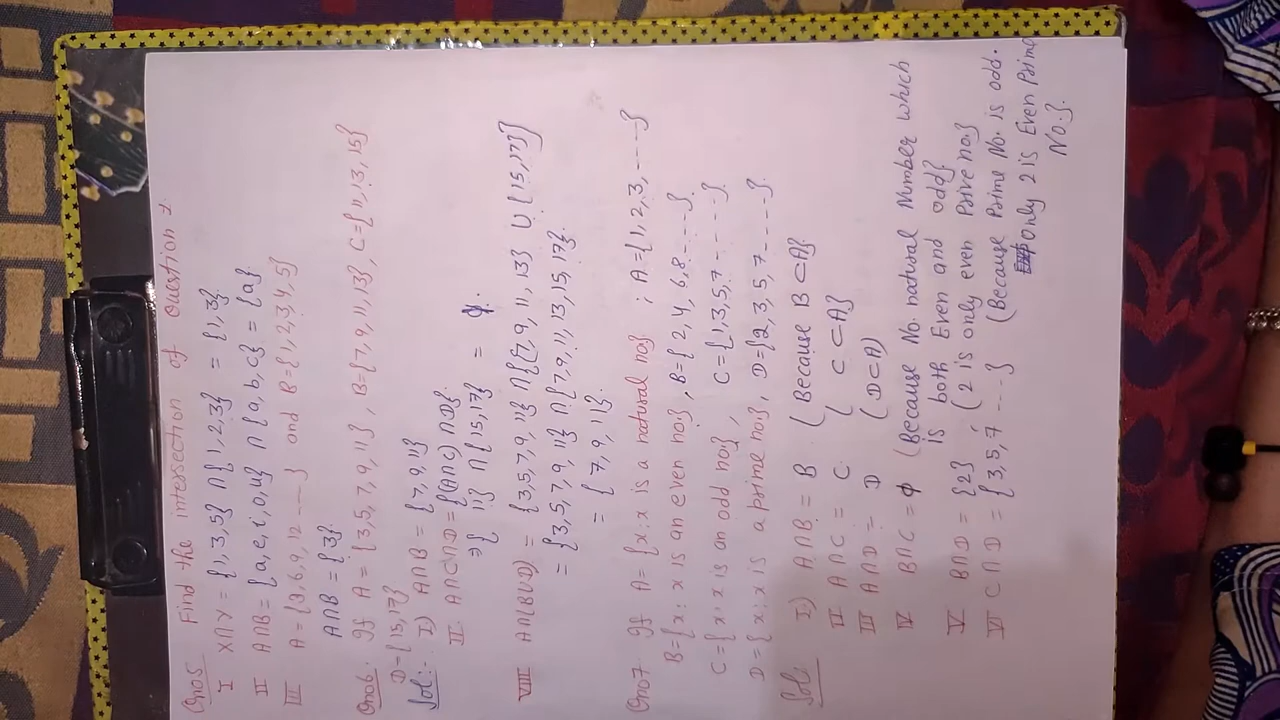 Qno5 Find the intersection of Question 1.
I X∩Y = {1,3,5} ∩ {1,2,3} = {1,3}
II A∩B = {a,e,i,o,u} ∩ {a,b,c} = {a}
III A = {3,6,9,12 ----} and B={1,2,3,4,5}
A∩B = {3}
Qno6. If A = {3,5,7,9,11}, B={7,9,11,13}, C={11,13,15}
D={15,17}
Sol:- I) A∩B = {7,9,11}
II. A∩C∩D = {(A∩C) ∩D}.
⇒{ 11} ∩{15,17} = ϕ.
VIII A∩(BUD) = {3,5,7,9,11} ∩{{7,9,11,13} U {15,17}}
= {3,5,7,9,11} ∩{7,9,11,13,15,17}.
= {7,9,11}.
Qno7 If A={x:x is a natural no} ; A={1,2,3,----}
B={x:x is an even no}, B={2,4,6,8----}.
C={x:x is an odd no}, C={1,3,5,7-----}.
D={x:x is a prime no}, D={2,3,5,7-----}.
Sol: I) A∩B = B (Because B⊂A}
II A∩C = C { C⊂A}
III A∩D = D (D⊂A)
IV B∩C = ϕ (Because No. natural Number which
is both Even and odd}
V B∩D = {2} (2 is only even Prive no.}
VI C∩D = {3,5,7 ---} (Because Prime No. is odd.
only 2 is Even Prime
No.}.